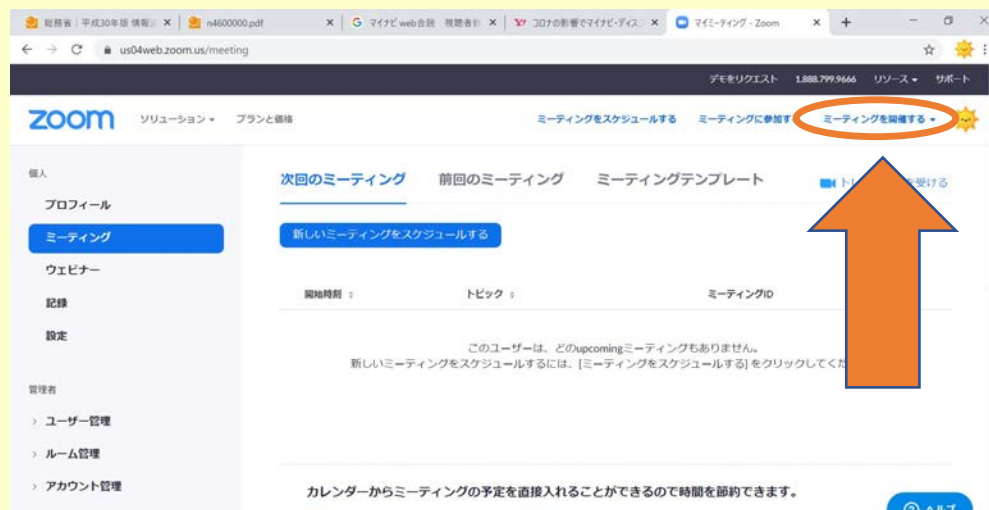 総務省|平成30年版 情報
n4600000.pdf
マイナビ web会説 視聴者
コロナの影響でマイナビ・ディス
マイミーティング - Zoom
us04web.zoom.us/meeting
デモをリクエスト 1.888.799.9666 リソース サポート
zoom ソリューション プランと価格 ミーティングをスケジュールする ミーティングに参加す ミーティングを開催する
個人
次回のミーティング 前回のミーティング ミーティングテンプレート
ト を受ける
プロフィール
ミーティング
新しいミーティングをスケジュールする
ウェビナー
記録
開始時刻 トピック ミーティングID
設定
このユーザーは、どのupcomingミーティングもありません。
新しいミーティングをスケジュールするには、[ミーティングをスケジュールする] をクリックしてくだ
管理者
ユーザー管理
ルーム管理
アカウント管理
カレンダーからミーティングの予定を直接入れることができるので時間を節約できます。
ヘルプ